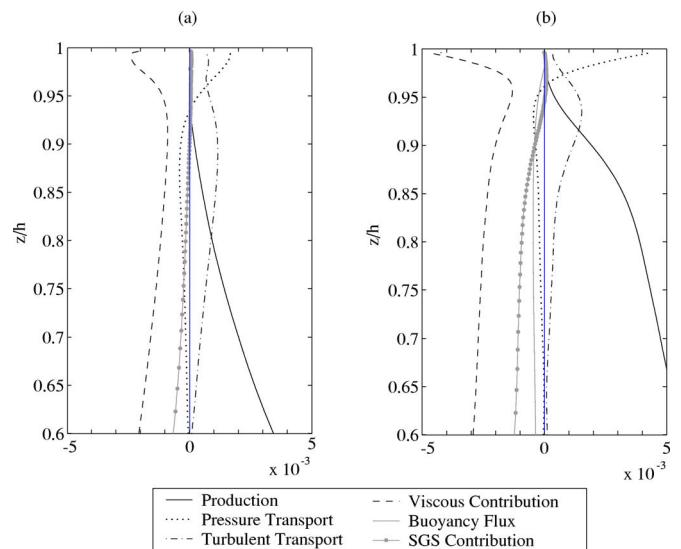 (a)
(b)
1
0.95
0.9
0.85
0.8
0.75
0.7
0.65
0.6
z/h
-5
0
5
x 10⁻³
1
0.95
0.9
0.85
0.8
0.75
0.7
0.65
0.6
z/h
-5
0
5
x 10⁻³
Production
Pressure Transport
Turbulent Transport
Viscous Contribution
Buoyancy Flux
SGS Contribution